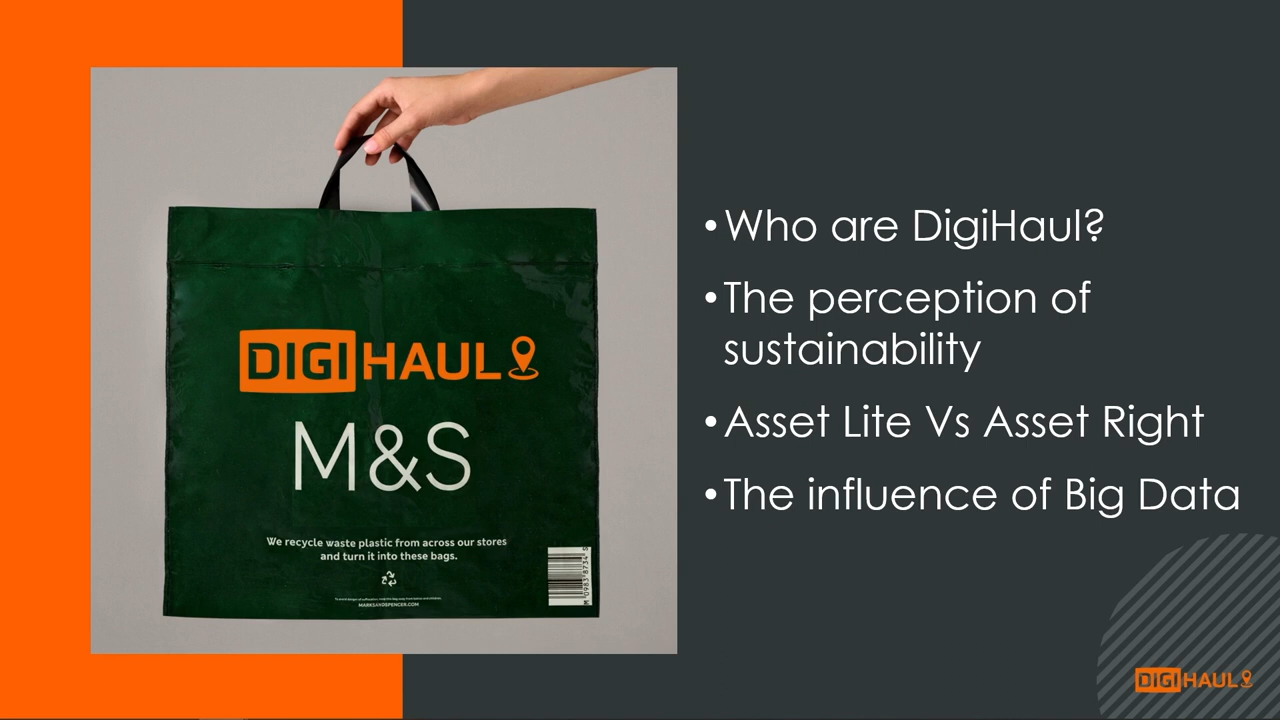 DIGIHAUL
M&S
We recycle waste plastic from across our stores
and turn it into these bags.
MARKSANDSPENCER.COM
•Who are DigiHaul?
•The perception of
sustainability
•Asset Lite Vs Asset Right
•The influence of Big Data
DIGIHAUL